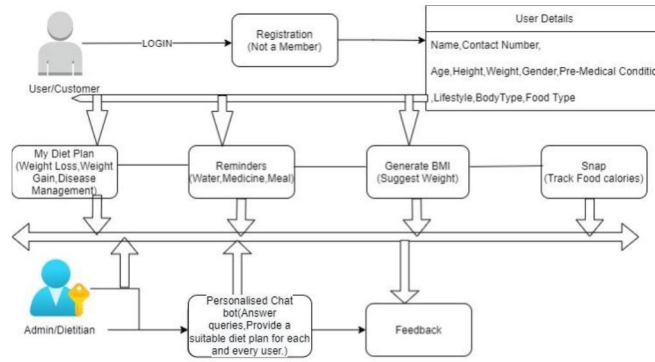 User Details
Registration
(Not a Member)
LOGIN
Name,Contact Number,
Age,Height,Weight,Gender,Pre-Medical Conditio
,Lifestyle,BodyType,Food Type
User/Customer
My Diet Plan
(Weight Loss,Weight
Gain,Disease
Management)
Reminders
(Water,Medicine,Meal)
Generate BMI
(Suggest Weight)
Snap
(Track Food calories)
Admin/Dietitian
Personalised Chat
bot(Answer
queries,Provide a
suitable diet plan for each
and every user.)
Feedback